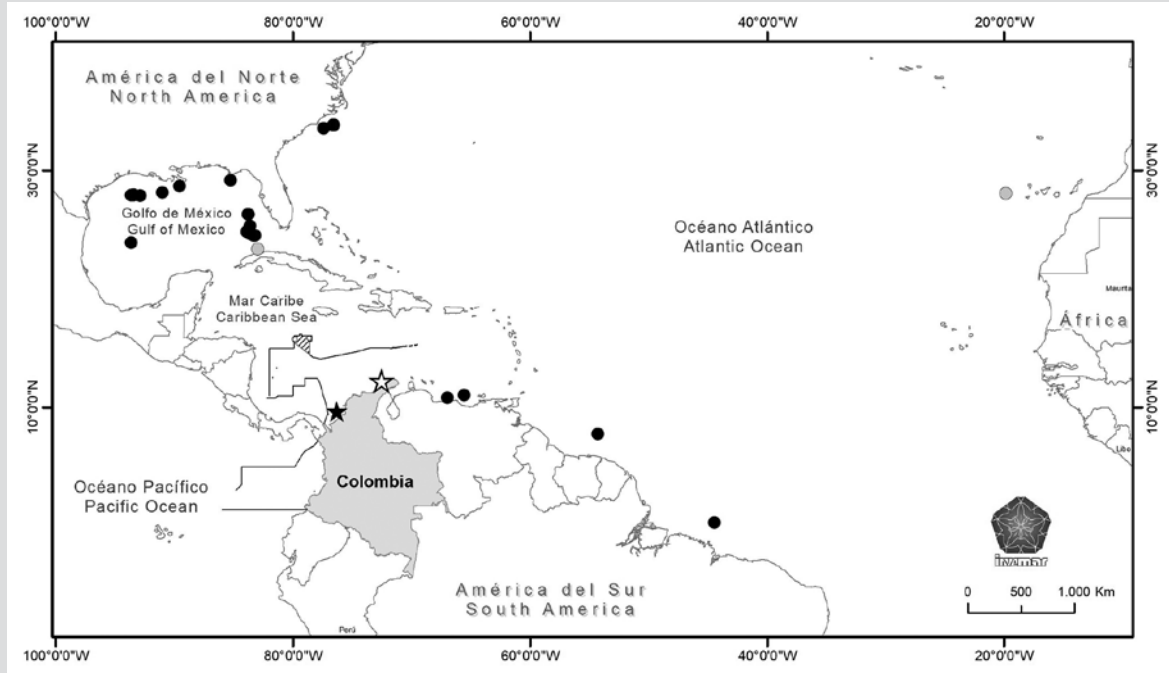 100°0'0"W 80°0'0"W 60°0'0"W 40°0'0"W 20°0'0"W
América del Norte
North America
30°0'0"N 30°0'0"N
Golfo de México
Gulf of Mexico
Océano Atlántico
Atlantic Ocean
Mar Caribe
Caribbean Sea
Maurita
África
10°0'0"N 10°0'0"N
Libe
Colombia
Océano Pacífico
Pacific Ocean
invemar
América del Sur
South America
0 500 1.000 Km
Perú
100°0'0"W 80°0'0"W 60°0'0"W 40°0'0"W 20°0'0"W